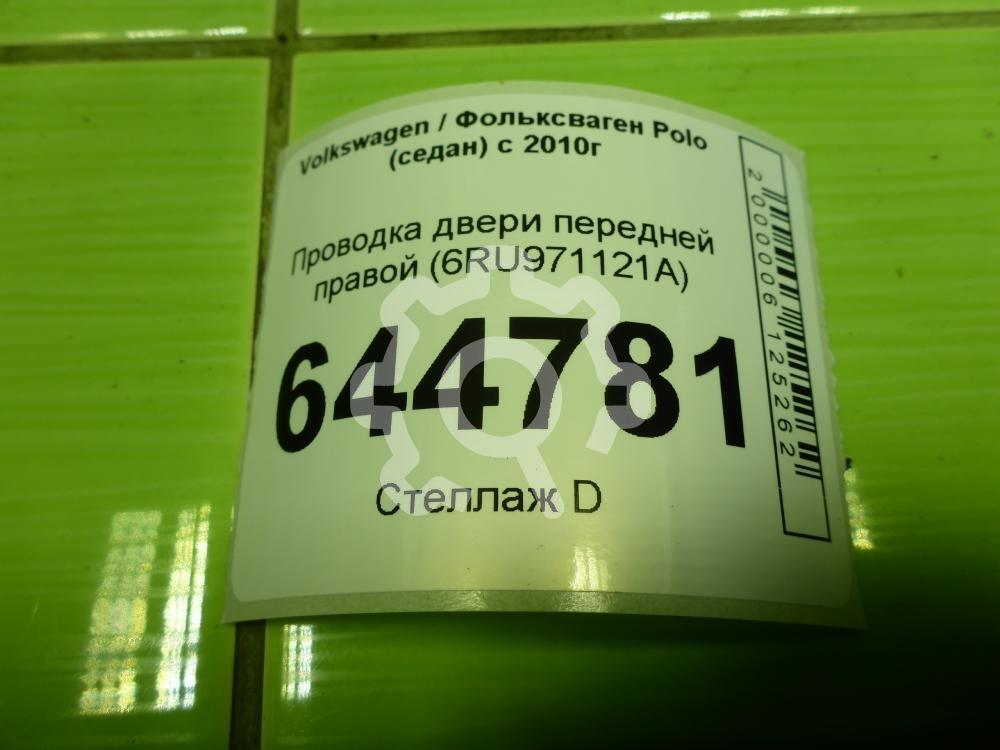 Volkswagen / Фольксваген Polo
(седан) с 2010г
Проводка двери передней
правой (6RU971121A)
644781
Стеллаж D
2000006125262